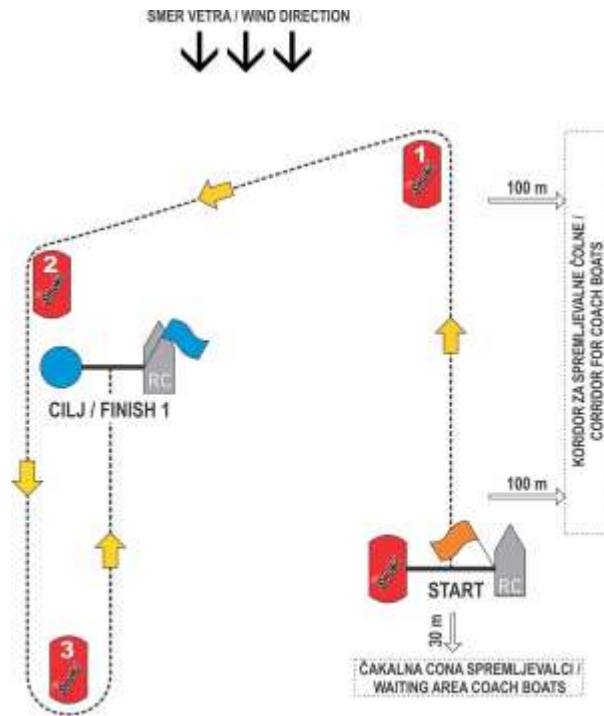 SMER VETRA / WIND DIRECTION
1
100 m
2
RC
CILJ / FINISH 1
KORIDOR ZA SPREMLJEVALNE ČOLNE /
CORRIDOR FOR COACH BOATS
100 m
START
RC
30 m
3
ČAKALNA CONA SPREMLJEVALCI /
WAITING AREA COACH BOATS